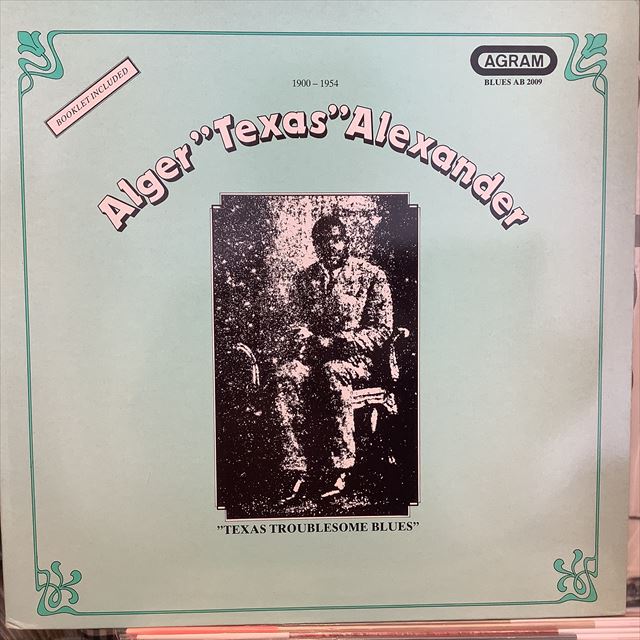 BOOKLET INCLUDED
AGRAM
BLUES AB 2009
1900 – 1954
Alger "Texas" Alexander
"TEXAS TROUBLESOME BLUES"